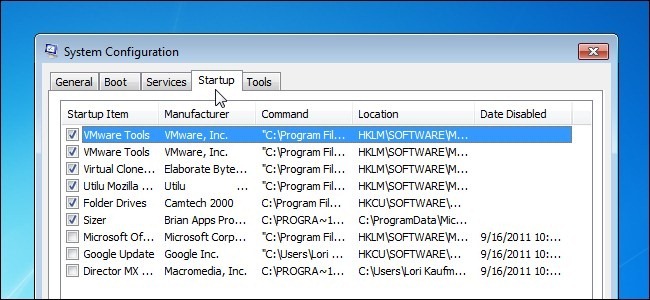 System Configuration
General Boot Services Startup Tools
Startup Item Manufacturer Command Location Date Disabled
VMware Tools VMware, Inc. "C:\Program Fil... HKLM\SOFTWARE\M...
VMware Tools VMware, Inc. "C:\Program Fil... HKLM\SOFTWARE\M...
Virtual Clone... Elaborate Byte... "C:\Program Fil... HKLM\SOFTWARE\M...
Utilu Mozilla ... Utilu ... "C:\Program Fil... HKLM\SOFTWARE\M...
Folder Drives Camtech 2000 "C:\Program Fil... HKCU\SOFTWARE\M...
Sizer Brian Apps Pro... C:\PROGRA~1... C:\ProgramData\Mic...
Microsoft Of... Microsoft Corp... "C:\Program Fil... HKLM\SOFTWARE\M... 9/16/2011 10:...
Google Update Google Inc. "C:\Users\Lori ... HKCU\SOFTWARE\M... 9/16/2011 10:...
Director MX ... Macromedia, Inc. C:\PROGRA~1... C:\Users\Lori Kaufm... 9/16/2011 10:...